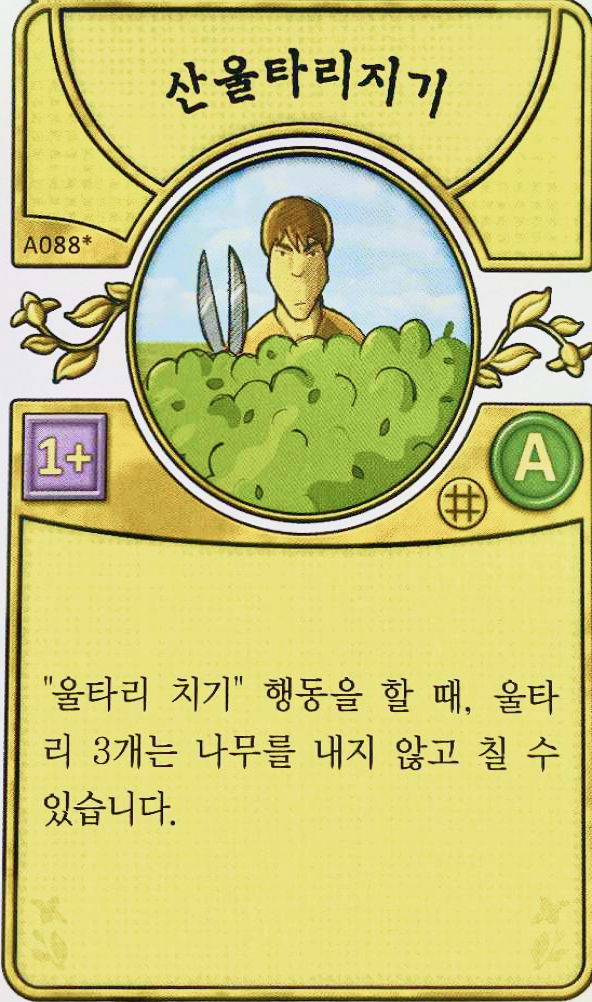 산울타리지기
A088*
1+
A
"울타리 치기" 행동을 할 때, 울타
리 3개는 나무를 내지 않고 칠 수
있습니다.